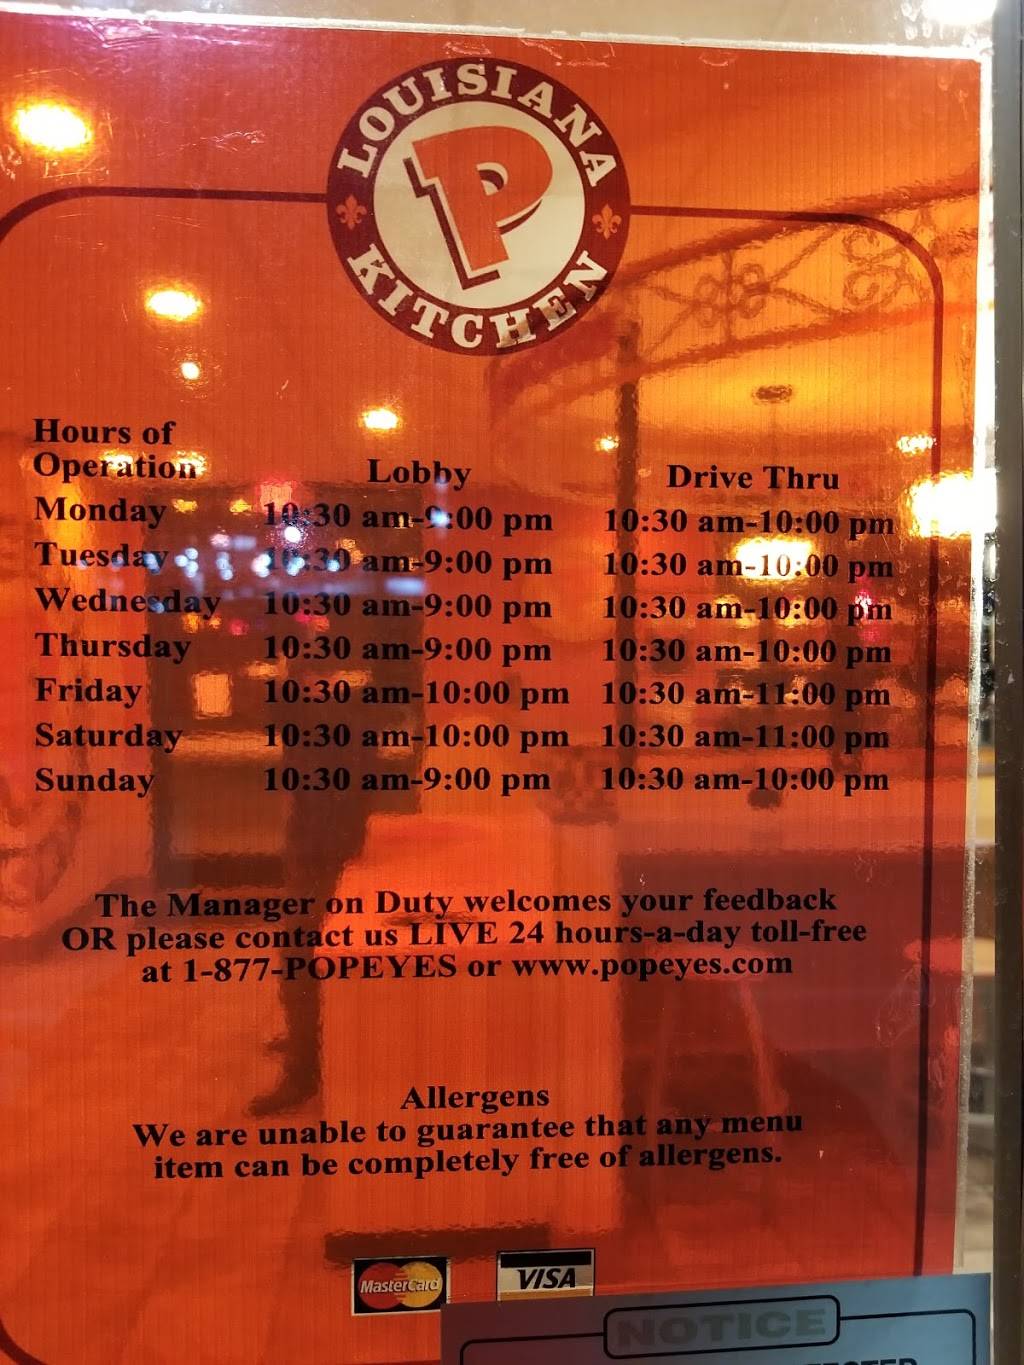 LOUISIANA
P
KITCHEN
Hours of
Operation Lobby Drive Thru
Monday 10:30 am-9:00 pm 10:30 am-10:00 pm
Tuesday 10:30 am-9:00 pm 10:30 am-10:00 pm
Wednesday 10:30 am-9:00 pm 10:30 am-10:00 pm
Thursday 10:30 am-9:00 pm 10:30 am-10:00 pm
Friday 10:30 am-10:00 pm 10:30 am-11:00 pm
Saturday 10:30 am-10:00 pm 10:30 am-11:00 pm
Sunday 10:30 am-9:00 pm 10:30 am-10:00 pm
The Manager on Duty welcomes your feedback
OR please contact us LIVE 24 hours-a-day toll-free
at 1-877-POPEYES or www.popeyes.com
Allergens
We are unable to guarantee that any menu
item can be completely free of allergens.
MasterCard VISA
NOTICE